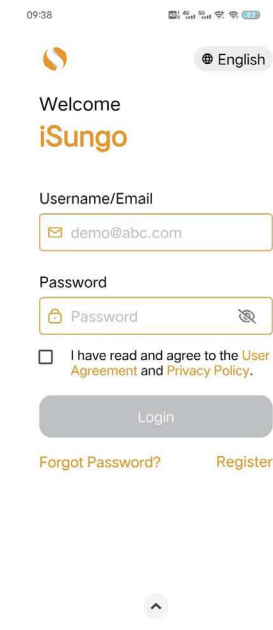 09:38
English
Welcome
iSungo
Username/Email
demo@abc.com
Password
Password
I have read and agree to the User
Agreement and Privacy Policy.
Login
Forgot Password? Register